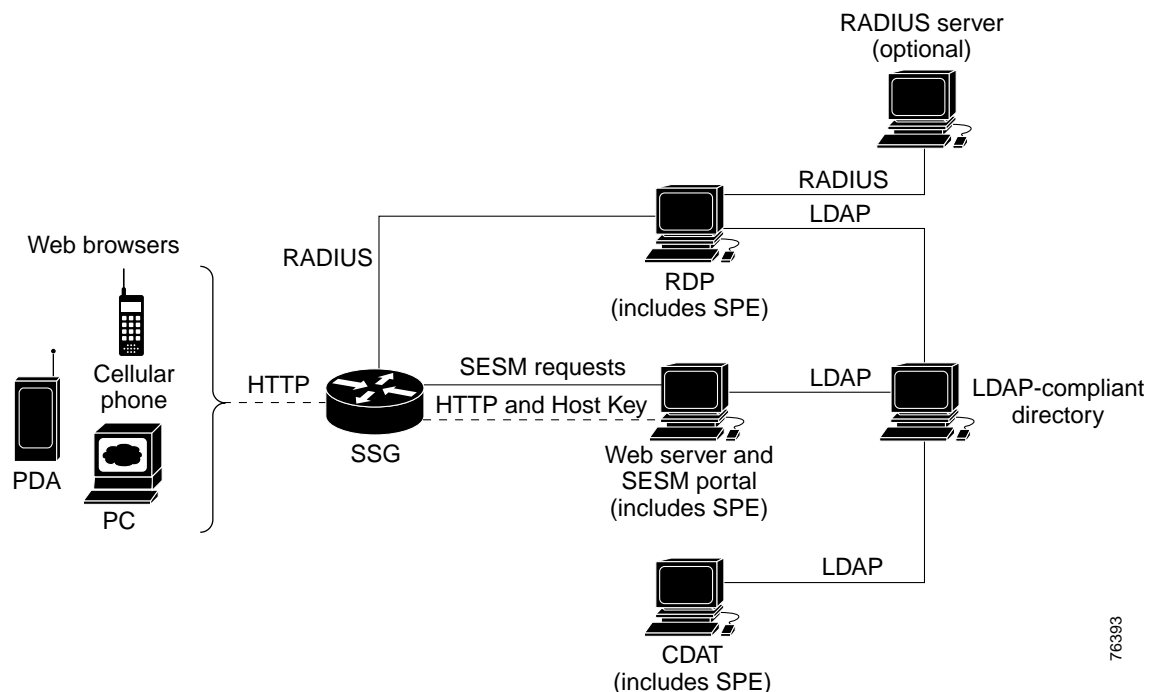 RADIUS server
(optional)
RADIUS
LDAP
Web browsers
RADIUS
RDP
(includes SPE)
Cellular
phone
HTTP
SESM requests
HTTP and Host Key
LDAP
LDAP-compliant
directory
PDA
PC
SSG
Web server and
SESM portal
(includes SPE)
LDAP
CDAT
(includes SPE)
76393